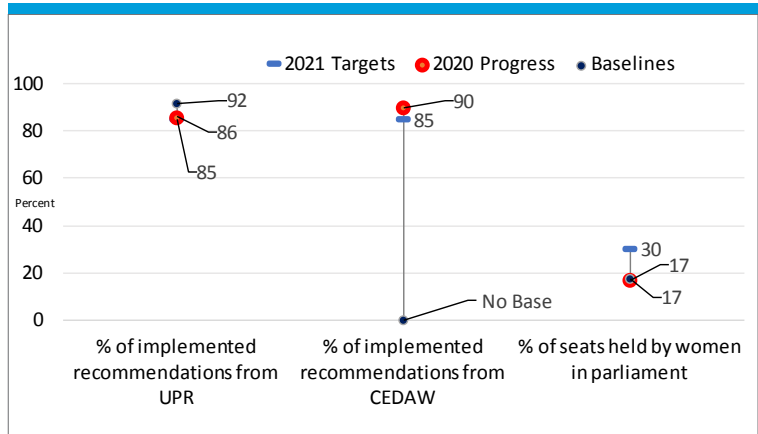 2021 Targets 2020 Progress Baselines
100
80
60
Percent
40
20
0
92
86
85
90
85
No Base
30
17
17
% of implemented
recommendations from
UPR
% of implemented
recommendations from
CEDAW
% of seats held by women
in parliament